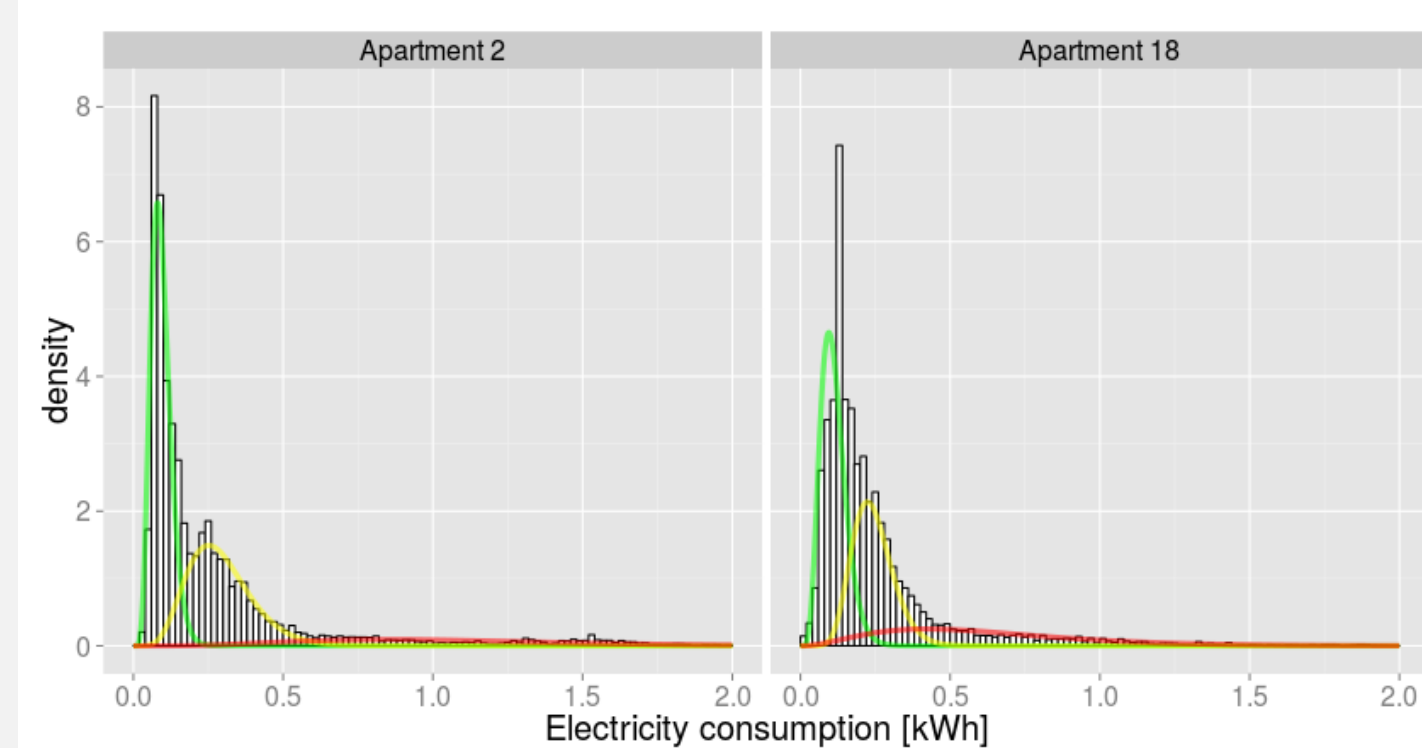 Apartment 2
Apartment 18
8
6
4
2
0
density
0.0 0.5 1.0 1.5 2.0 0.0 0.5 1.0 1.5 2.0
Electricity consumption [kWh]